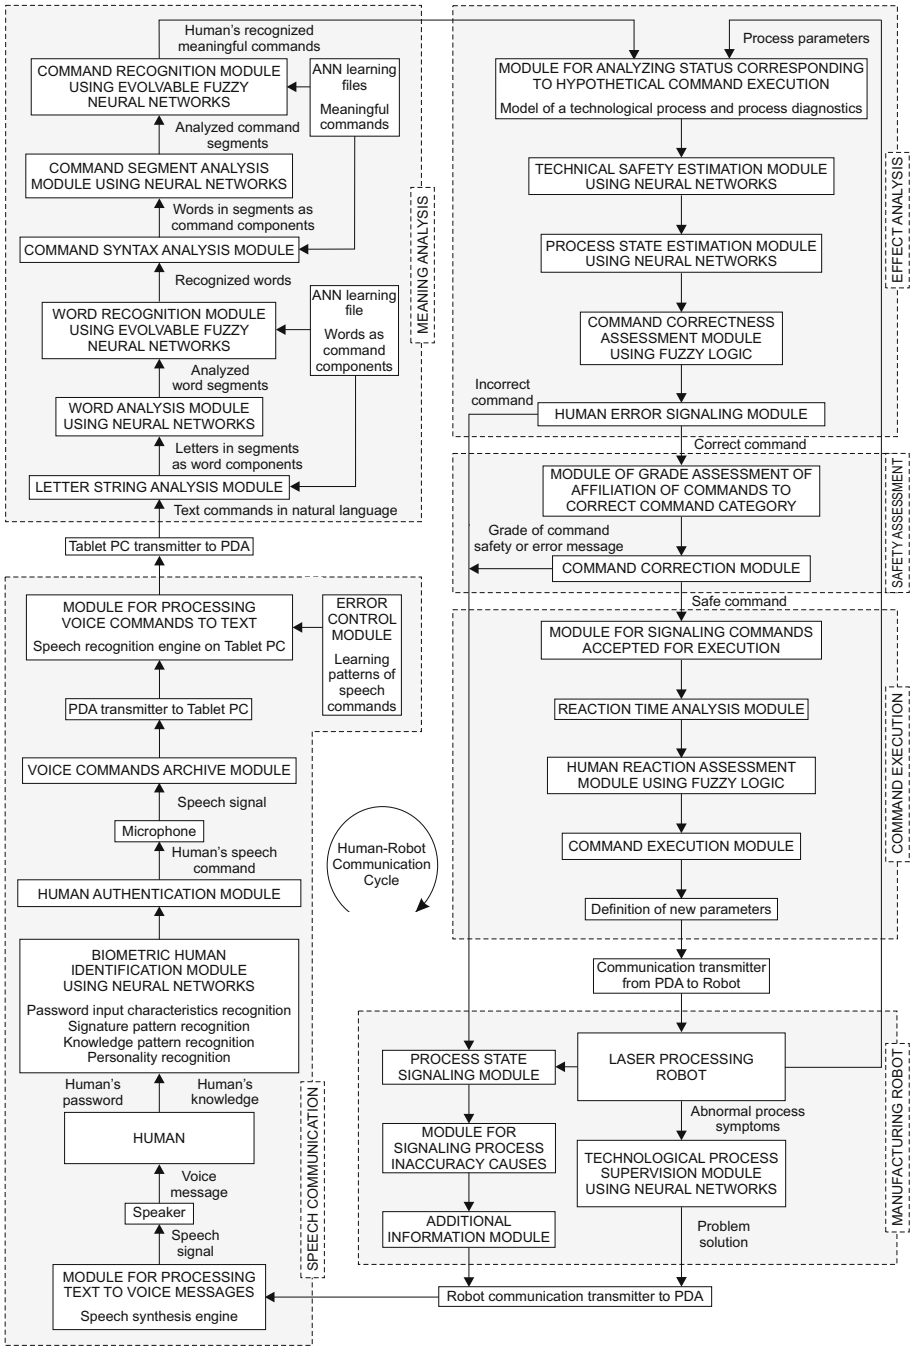 Human's recognized
meaningful commands
COMMAND RECOGNITION MODULE
USING EVOLVABLE FUZZY
NEURAL NETWORKS
ANN learning
files
Meaningful
commands
Analyzed command
segments
COMMAND SEGMENT ANALYSIS
MODULE USING NEURAL NETWORKS
Words in segments as
command components
COMMAND SYNTAX ANALYSIS MODULE
Recognized words
WORD RECOGNITION MODULE
USING EVOLVABLE FUZZY
NEURAL NETWORKS
ANN learning
file
Words as
command
components
Analyzed
word segments
WORD ANALYSIS MODULE
USING NEURAL NETWORKS
Letters in segments
as word components
LETTER STRING ANALYSIS MODULE
Text commands in natural language
MEANING ANALYSIS
Tablet PC transmitter to PDA
MODULE FOR PROCESSING
VOICE COMMANDS TO TEXT
Speech recognition engine on Tablet PC
ERROR
CONTROL
MODULE
Learning
patterns of
speech
commands
PDA transmitter to Tablet PC
VOICE COMMANDS ARCHIVE MODULE
Speech signal
Microphone
Human's speech
command
HUMAN AUTHENTICATION MODULE
BIOMETRIC HUMAN
IDENTIFICATION MODULE
USING NEURAL NETWORKS
Password input characteristics recognition
Signature pattern recognition
Knowledge pattern recognition
Personality recognition
Human's
password
Human's
knowledge
HUMAN
Voice
message
Speaker
Speech
signal
MODULE FOR PROCESSING
TEXT TO VOICE MESSAGES
Speech synthesis engine
SPEECH COMMUNICATION
Human-Robot
Communication
Cycle
Process parameters
MODULE FOR ANALYZING STATUS CORRESPONDING
TO HYPOTHETICAL COMMAND EXECUTION
Model of a technological process and process diagnostics
TECHNICAL SAFETY ESTIMATION MODULE
USING NEURAL NETWORKS
PROCESS STATE ESTIMATION MODULE
USING NEURAL NETWORKS
COMMAND CORRECTNESS
ASSESSMENT MODULE
USING FUZZY LOGIC
Incorrect
command
HUMAN ERROR SIGNALING MODULE
EFFECT ANALYSIS
Correct command
MODULE OF GRADE ASSESSMENT OF
AFFILIATION OF COMMANDS TO
CORRECT COMMAND CATEGORY
Grade of command
safety or error message
COMMAND CORRECTION MODULE
SAFETY ASSESSMENT
Safe command
MODULE FOR SIGNALING COMMANDS
ACCEPTED FOR EXECUTION
REACTION TIME ANALYSIS MODULE
HUMAN REACTION ASSESSMENT
MODULE USING FUZZY LOGIC
COMMAND EXECUTION MODULE
Definition of new parameters
COMMAND EXECUTION
Communication transmitter
from PDA to Robot
PROCESS STATE
SIGNALING MODULE
LASER PROCESSING
ROBOT
Abnormal process
symptoms
MODULE FOR
SIGNALING PROCESS
INACCURACY CAUSES
TECHNOLOGICAL PROCESS
SUPERVISION MODULE
USING NEURAL NETWORKS
ADDITIONAL
INFORMATION MODULE
Problem
solution
MANUFACTURING ROBOT
Robot communication transmitter to PDA